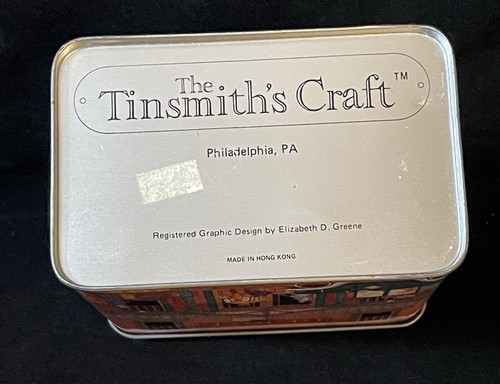 The
Tinsmith's Craft™
Philadelphia, PA
Registered Graphic Design by Elizabeth D. Greene
MADE IN HONG KONG